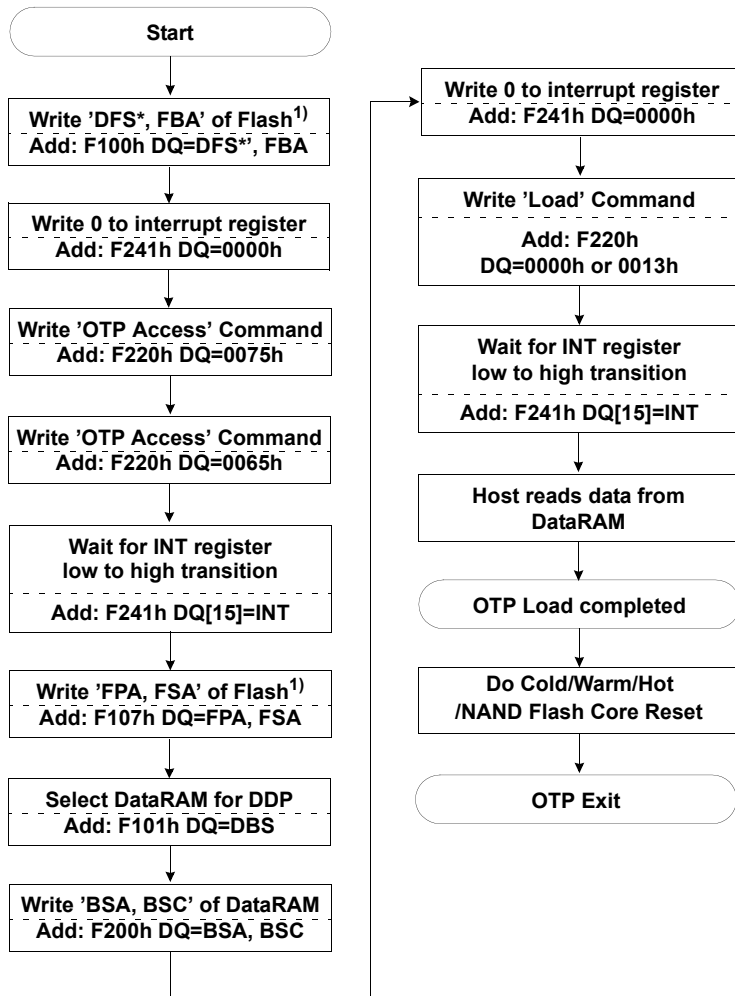 Start
Write ’DFS*, FBA’ of Flash1)
Add: F100h DQ=DFS*’, FBA
Write 0 to interrupt register
Add: F241h DQ=0000h
Write ’OTP Access’ Command
Add: F220h DQ=0075h
Write ’OTP Access’ Command
Add: F220h DQ=0065h
Wait for INT register
low to high transition
Add: F241h DQ[15]=INT
Write ’FPA, FSA’ of Flash1)
Add: F107h DQ=FPA, FSA
Select DataRAM for DDP
Add: F101h DQ=DBS
Write ’BSA, BSC’ of DataRAM
Add: F200h DQ=BSA, BSC
Write 0 to interrupt register
Add: F241h DQ=0000h
Write ’Load’ Command
Add: F220h
DQ=0000h or 0013h
Wait for INT register
low to high transition
Add: F241h DQ[15]=INT
Host reads data from
DataRAM
OTP Load completed
Do Cold/Warm/Hot
/NAND Flash Core Reset
OTP Exit